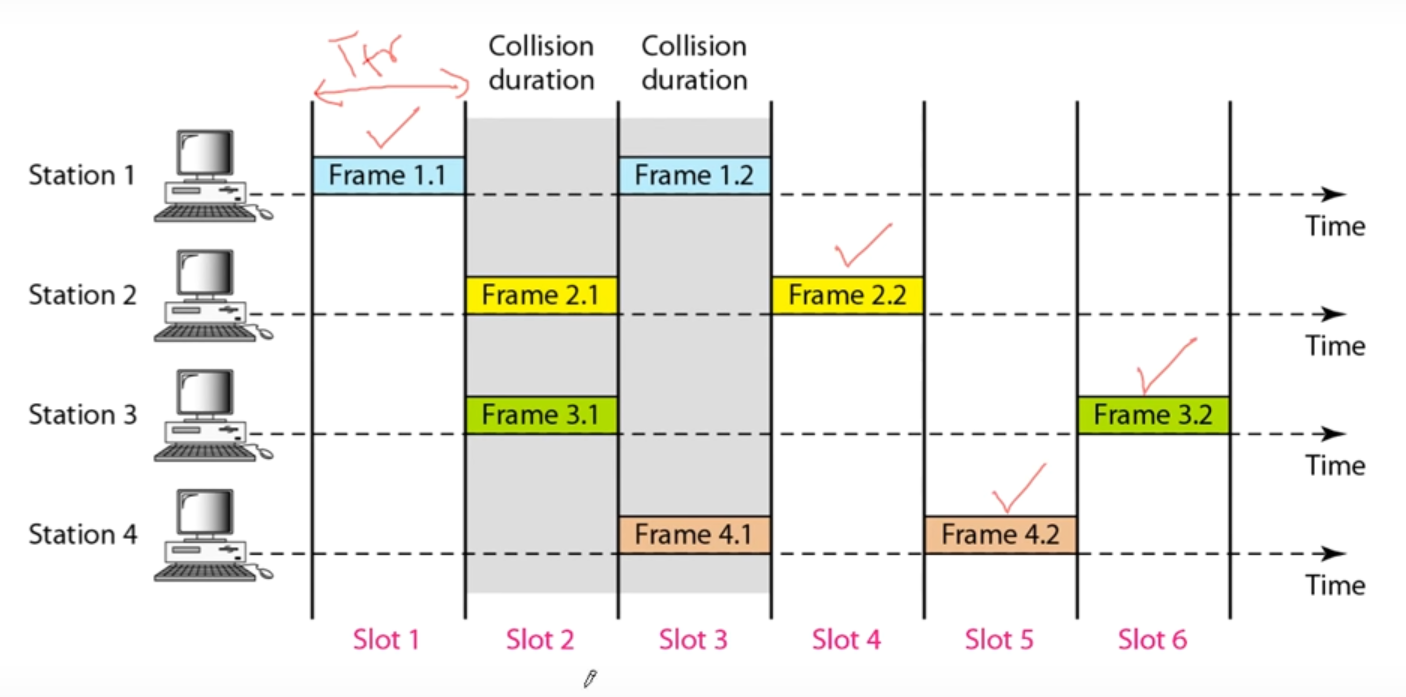 Tfr
Collision
duration
Collision
duration
Station 1
Frame 1.1
Frame 1.2
Time
Station 2
Frame 2.1
Frame 2.2
Time
Station 3
Frame 3.1
Frame 3.2
Time
Station 4
Frame 4.1
Frame 4.2
Time
Slot 1
Slot 2
Slot 3
Slot 4
Slot 5
Slot 6